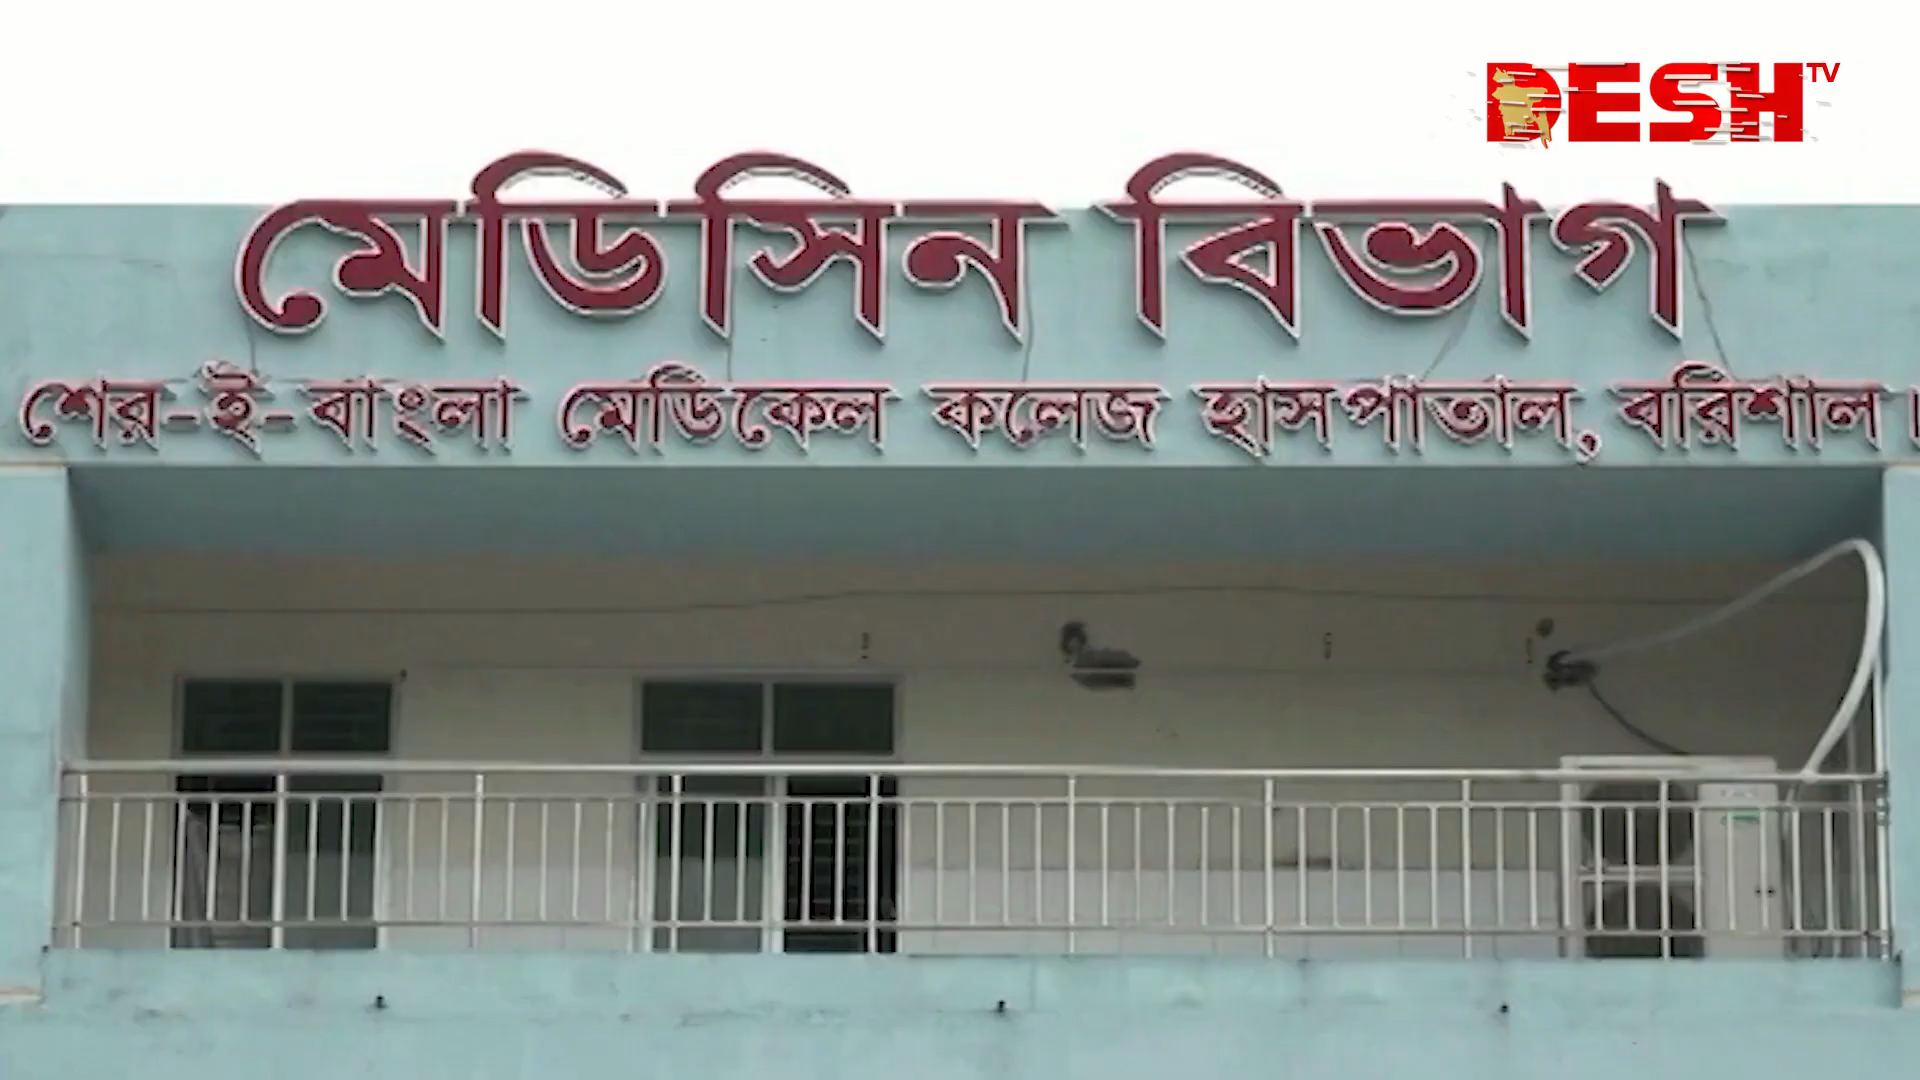 DESH TV
মেডিসিন বিভাগ
শের-ই-বাংলা মেডিকেল কলেজ হাসপাতাল, বরিশাল।